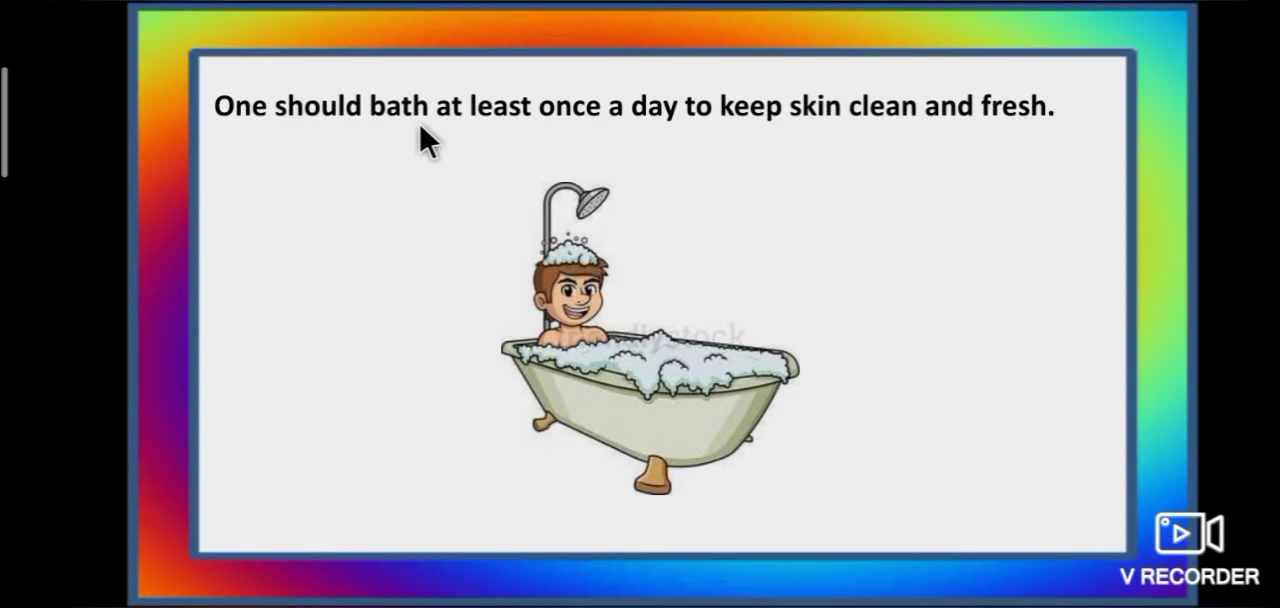 One should bath at least once a day to keep skin clean and fresh.
V RECORDER